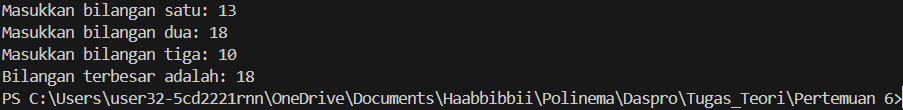 Masukkan bilangan satu: 13
Masukkan bilangan dua: 18
Masukkan bilangan tiga: 10
Bilangan terbesar adalah: 18
PS C:\Users\user32-5cd2221rnn\OneDrive\Documents\Haabbibbii\Polinema\Daspro\Tugas_Teori\Pertemuan 6>